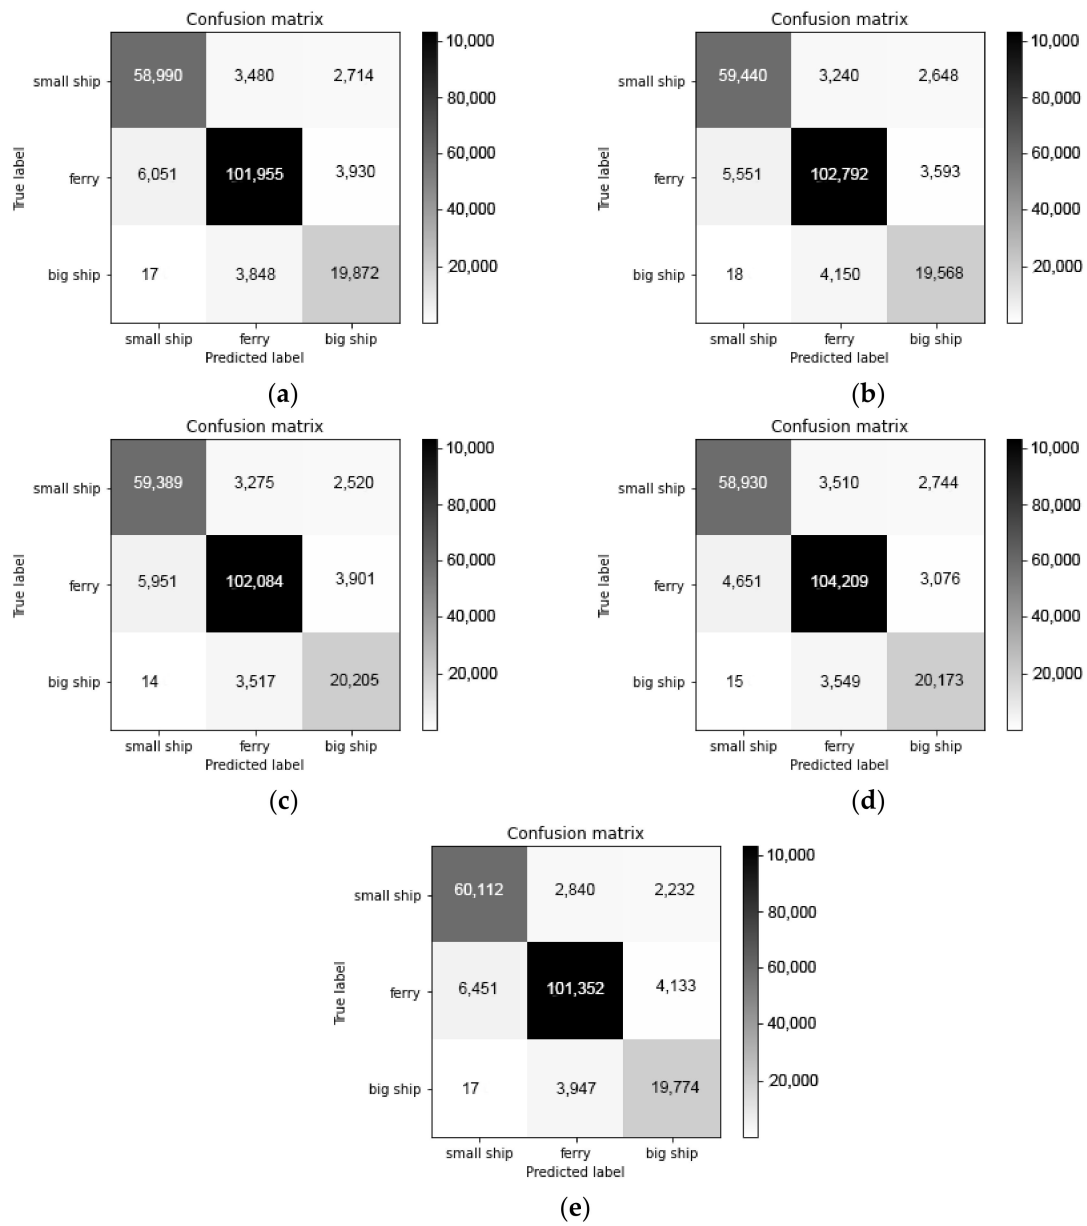 Confusion matrix
small ship 58,990 3,480 2,714
ferry 6,051 101,955 3,930
big ship 17 3,848 19,872
small ship ferry big ship
Predicted label
True label
10,000
80,000
60,000
40,000
20,000
(a)
Confusion matrix
small ship 59,440 3,240 2,648
ferry 5,551 102,792 3,593
big ship 18 4,150 19,568
small ship ferry big ship
Predicted label
True label
10,000
80,000
60,000
40,000
20,000
(b)
Confusion matrix
small ship 59,389 3,275 2,520
ferry 5,951 102,084 3,901
big ship 14 3,517 20,205
small ship ferry big ship
Predicted label
True label
10,000
80,000
60,000
40,000
20,000
(c)
Confusion matrix
small ship 58,930 3,510 2,744
ferry 4,651 104,209 3,076
big ship 15 3,549 20,173
small ship ferry big ship
Predicted label
True label
10,000
80,000
60,000
40,000
20,000
(d)
Confusion matrix
small ship 60,112 2,840 2,232
ferry 6,451 101,352 4,133
big ship 17 3,947 19,774
small ship ferry big ship
Predicted label
True label
10,000
80,000
60,000
40,000
20,000
(e)